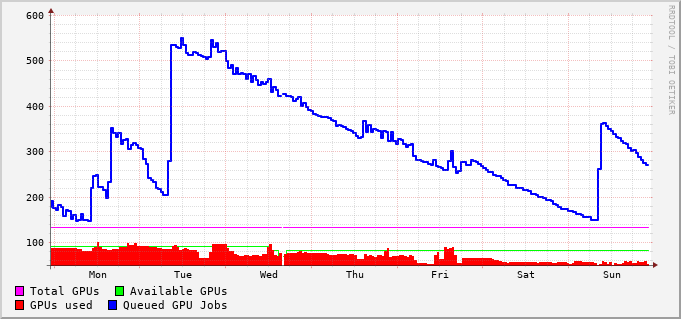 600
500
400
300
200
100
Mon Tue Wed Thu Fri Sat Sun
Total GPUs Available GPUs
GPUs used Queued GPU Jobs
RRDTOOL / TOBI OETIKER